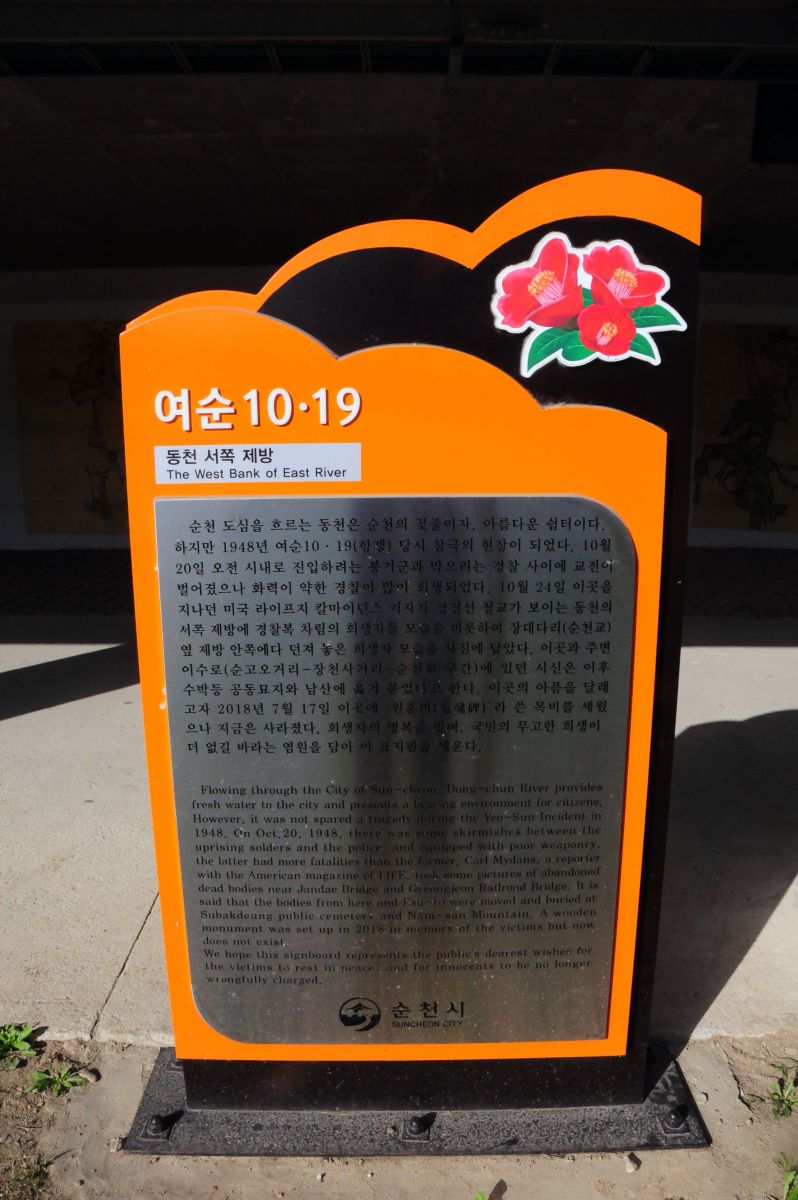 여순 10·19
동천 서쪽 제방
The West Bank of East River
순천 도심을 흐르는 동천은 순천의 젖줄이자. 아름다운 쉼터이다.
하지만 1948년 여순10·19(항쟁) 당시 참극의 현장이 되었다. 10월
20일 오전 시내로 진입하려는 봉기군과 막으려는 경찰 사이에 교전이
벌어졌으나 화력이 약한 경찰이 많이 희생되었다. 10월 24일 이곳을
지나던 미국 라이프지 칼마이던스 기자가 경전선 철교가 보이는 동천의
서쪽 제방에 경찰복 차림의 희생자들 모습을 비롯하여 장대다리(순천교)
옆 제방 안쪽에다 던져 놓은 희생자 모습을 사진에 담았다. 이곳과 주변
이수로(순고오거리-장천사거리-순천교 구간)에 있던 시신은 이후
수박등 공동묘지와 남산에 옮겨 묻었다고 한다. 이곳의 아픔을 달래
고자 2018년 7월 17일 이곳에 '원혼비(冤魂碑)'라 쓴 목비를 세웠
으나 지금은 사라졌다. 희생자의 명복을 빌며. 국민의 무고한 희생이
더 없길 바라는 염원을 담아 이 표지판을 세운다.
Flowing through the City of Sun-cheon, Dong-chun River provides
fresh water to the city and presents a bracing environment for citizens.
However, it was not spared a tragedy during the Yeo-Sun Incident in
1948. On Oct.20, 1948, there was some skirmishes between the
uprising solders and the police, and equipped with poor weaponry,
the latter had more fatalities than the former. Carl Mydans, a reporter
with the American magazine of LIFE, took some pictures of abandoned
dead bodies near Jandae Bridge and Gyeongjeon Railrond Bridge. It is
said that the bodies from here and Esu-ro were moved and buried at
Subakdeung public cemetery and Nam-san Mountain. A wooden
monument was set up in 2018 in memory of the victims but now
does not exist.
We hope this signboard represents the public's dearest wishes for
the victims to rest in peace; and for innocents to be no longer
wrongfully charged.
순천시
SUNCHEON CITY